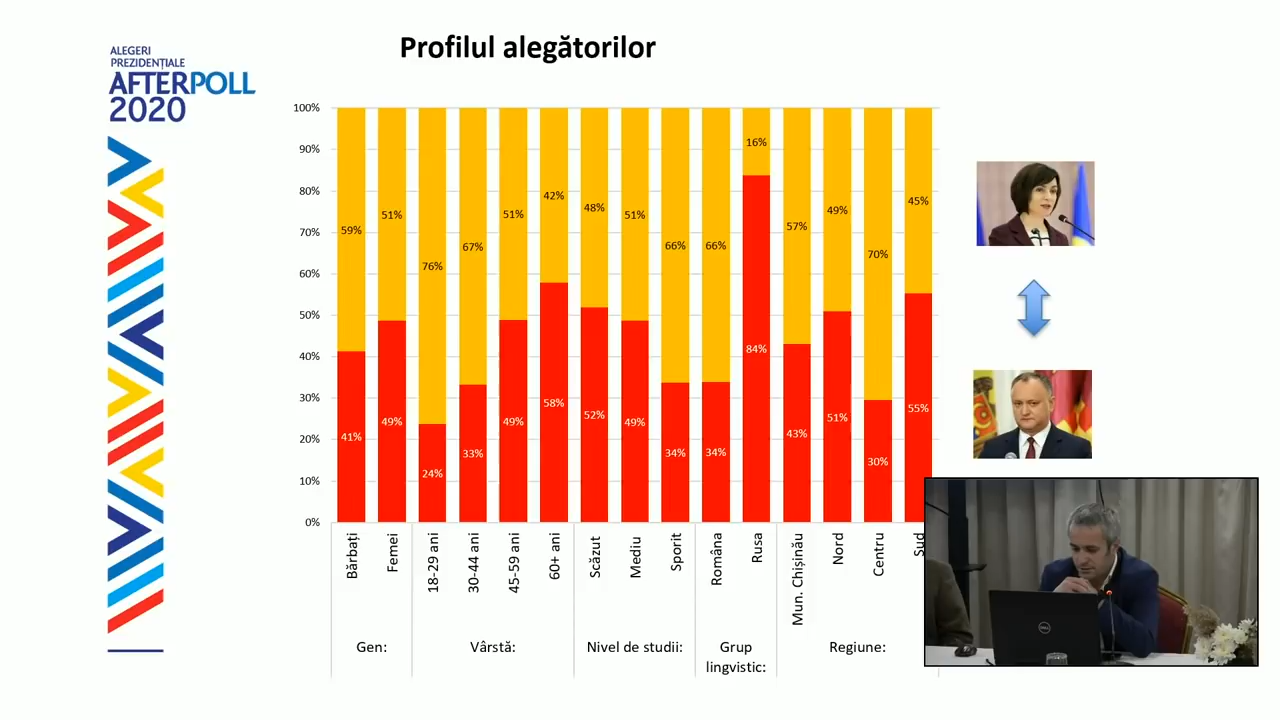 ALEGERI
PREZIDENȚIALE
AFTERPOLL
2020
Profilul alegătorilor
100%
90%
80%
70%
60%
50%
40%
30%
20%
10%
0%
59%
51%
76%
67%
51%
42%
48%
51%
66%
66%
16%
57%
49%
70%
45%
41%
49%
24%
33%
49%
58%
52%
49%
34%
34%
84%
43%
51%
30%
55%
Bărbați
Femei
18-29 ani
30-44 ani
45-59 ani
60+ ani
Scăzut
Mediu
Sporit
Româna
Rusa
Mun. Chișinău
Nord
Centru
Sud
Gen:
Vârstă:
Nivel de studii:
Grup
lingvistic:
Regiune:
DELL